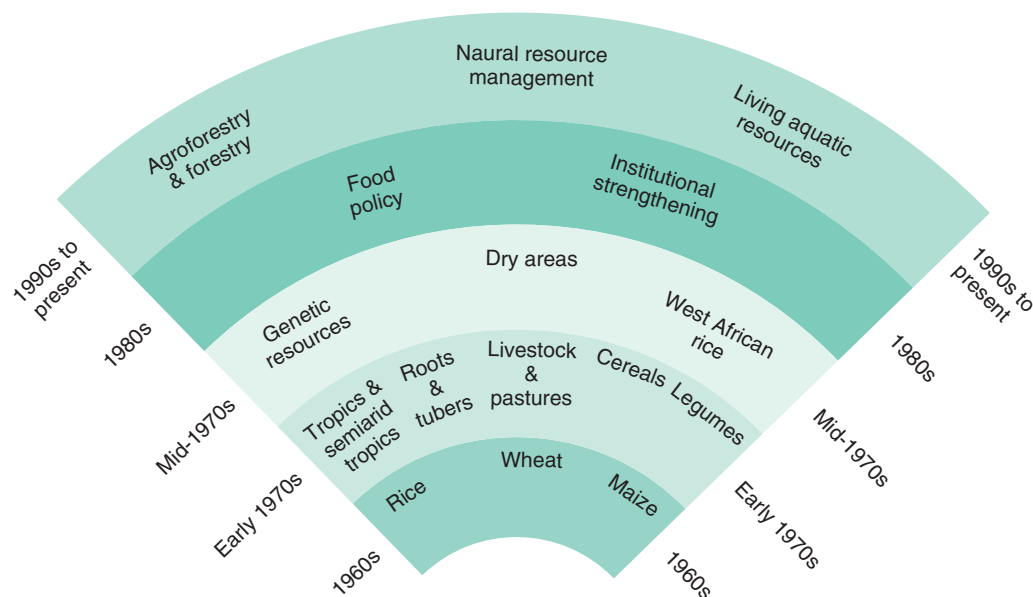 Naural resource
management
Agroforestry
& forestry
Living aquatic
resources
Food
policy
Institutional
strengthening
Dry areas
Genetic
resources
West African
rice
Tropics &
semiarid
tropics
Roots
&
tubers
Livestock
&
pastures
Cereals
Legumes
Rice
Wheat
Maize
1990s to
present
1980s
Mid-1970s
Early 1970s
1960s
1990s to
present
1980s
Mid-1970s
Early 1970s
1960s